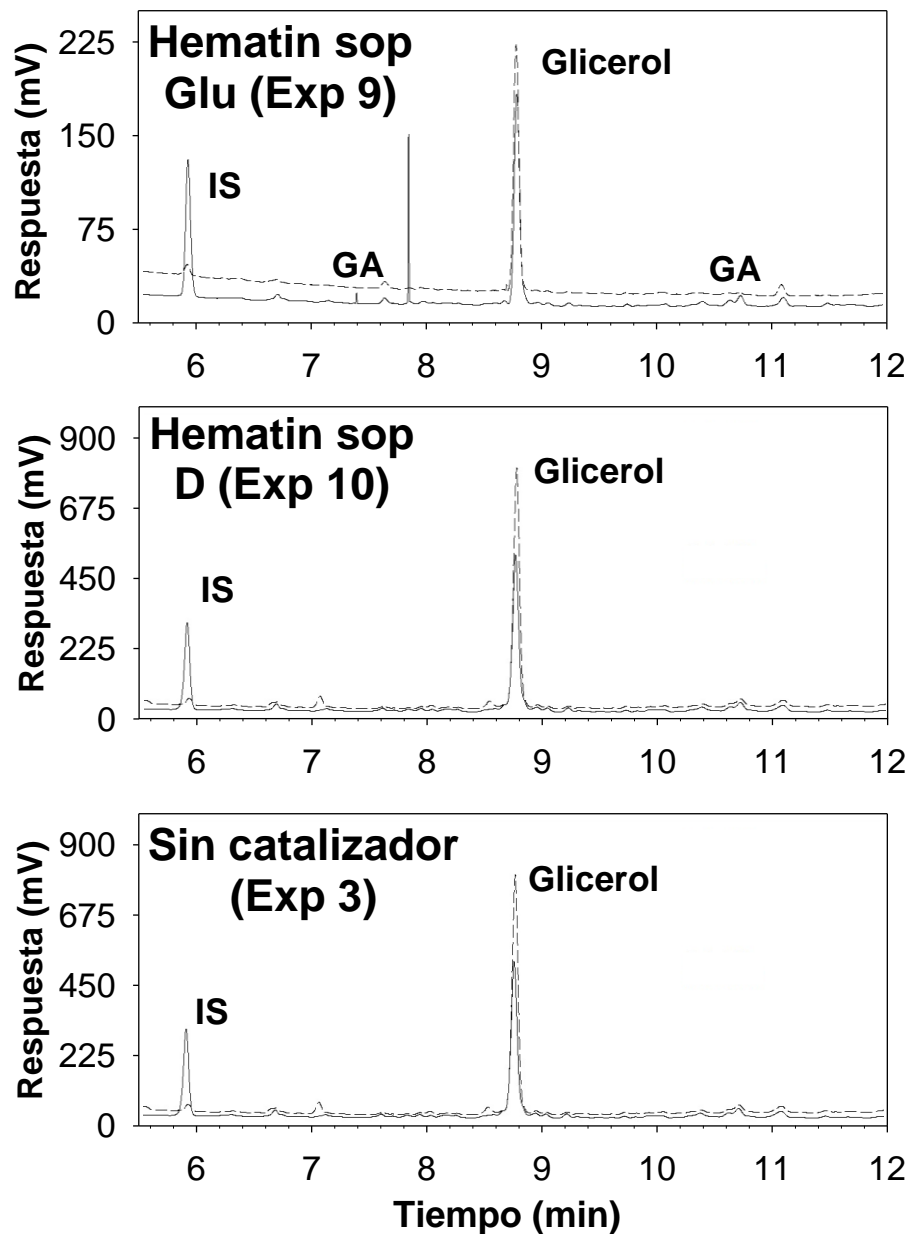 Hematin sop
Glu (Exp 9)
Glicerol
IS
GA
GA
Respuesta (mV)
225
150
75
0
6 7 8 9 10 11 12
Hematin sop
D (Exp 10)
Glicerol
IS
Respuesta (mV)
900
675
450
225
0
6 7 8 9 10 11 12
Sin catalizador
(Exp 3)
Glicerol
IS
Respuesta (mV)
900
675
450
225
0
6 7 8 9 10 11 12
Tiempo (min)